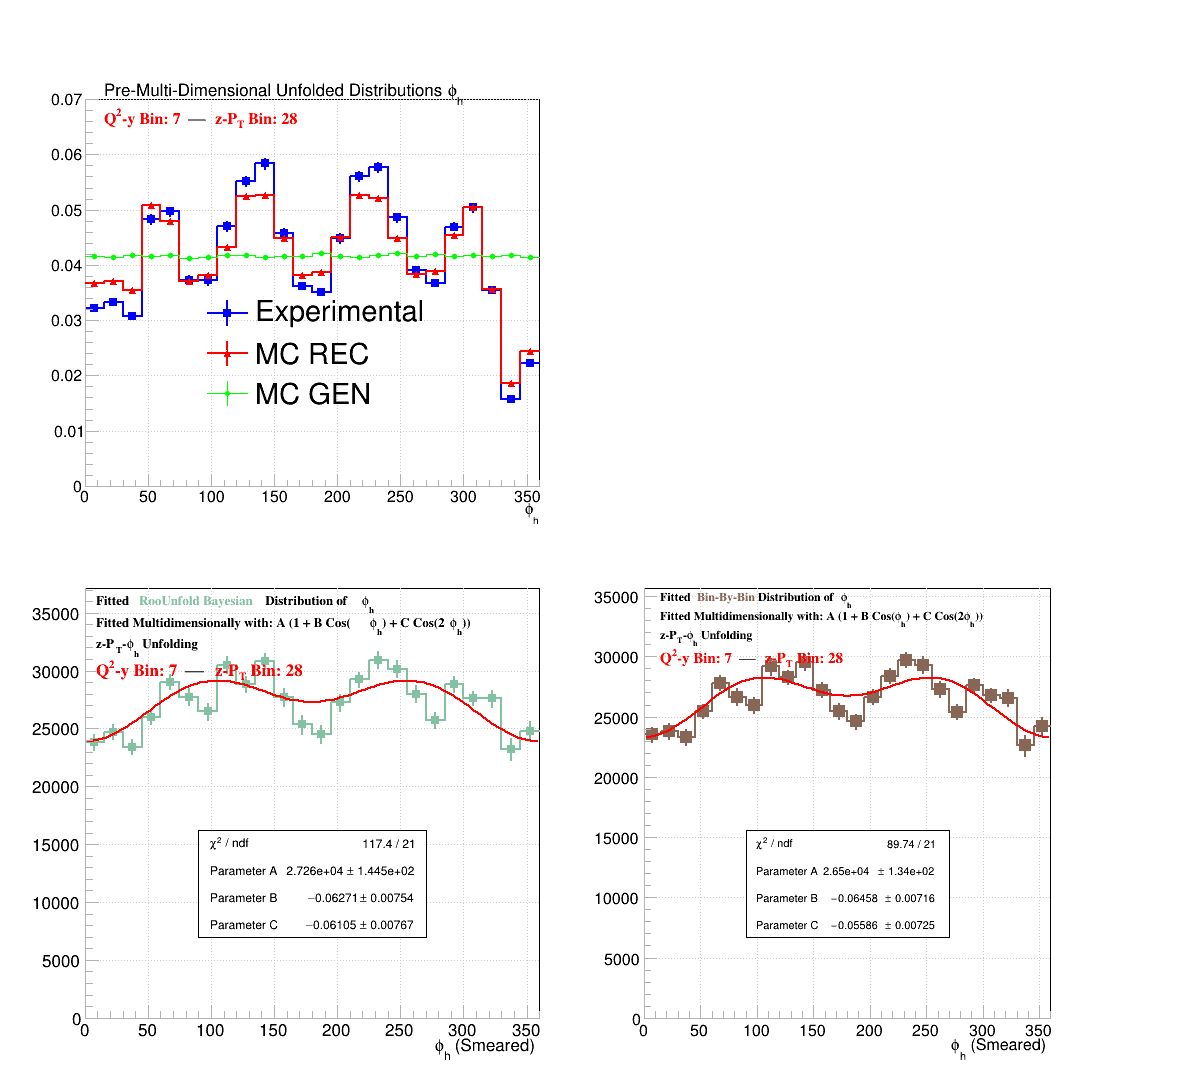 Pre-Multi-Dimensional Unfolded Distributions ϕh
Q²-y Bin: 7 — z-PT Bin: 28
0.07
0.06
0.05
0.04
0.03
0.02
0.01
0
Experimental
MC REC
MC GEN
0 50 100 150 200 250 300 350
ϕh
Fitted RooUnfold Bayesian Distribution of ϕh
Fitted Multidimensionally with: A (1 + B Cos( ϕh) + C Cos(2 ϕh))
z-PT-ϕh Unfolding
Q²-y Bin: 7 — z-PT Bin: 28
35000
30000
25000
20000
15000
10000
5000
0
χ² / ndf 117.4 / 21
Parameter A 2.726e+04 ± 1.445e+02
Parameter B −0.06271 ± 0.00754
Parameter C −0.06105 ± 0.00767
0 50 100 150 200 250 300 350
ϕh (Smeared)
Fitted Bin-By-Bin Distribution of ϕh
Fitted Multidimensionally with: A (1 + B Cos(ϕh) + C Cos(2ϕh))
z-PT-ϕh Unfolding
Q²-y Bin: 7 — z-PT Bin: 28
35000
30000
25000
20000
15000
10000
5000
0
χ² / ndf 89.74 / 21
Parameter A 2.65e+04 ± 1.34e+02
Parameter B −0.06458 ± 0.00716
Parameter C −0.05586 ± 0.00725
0 50 100 150 200 250 300 350
ϕh (Smeared)